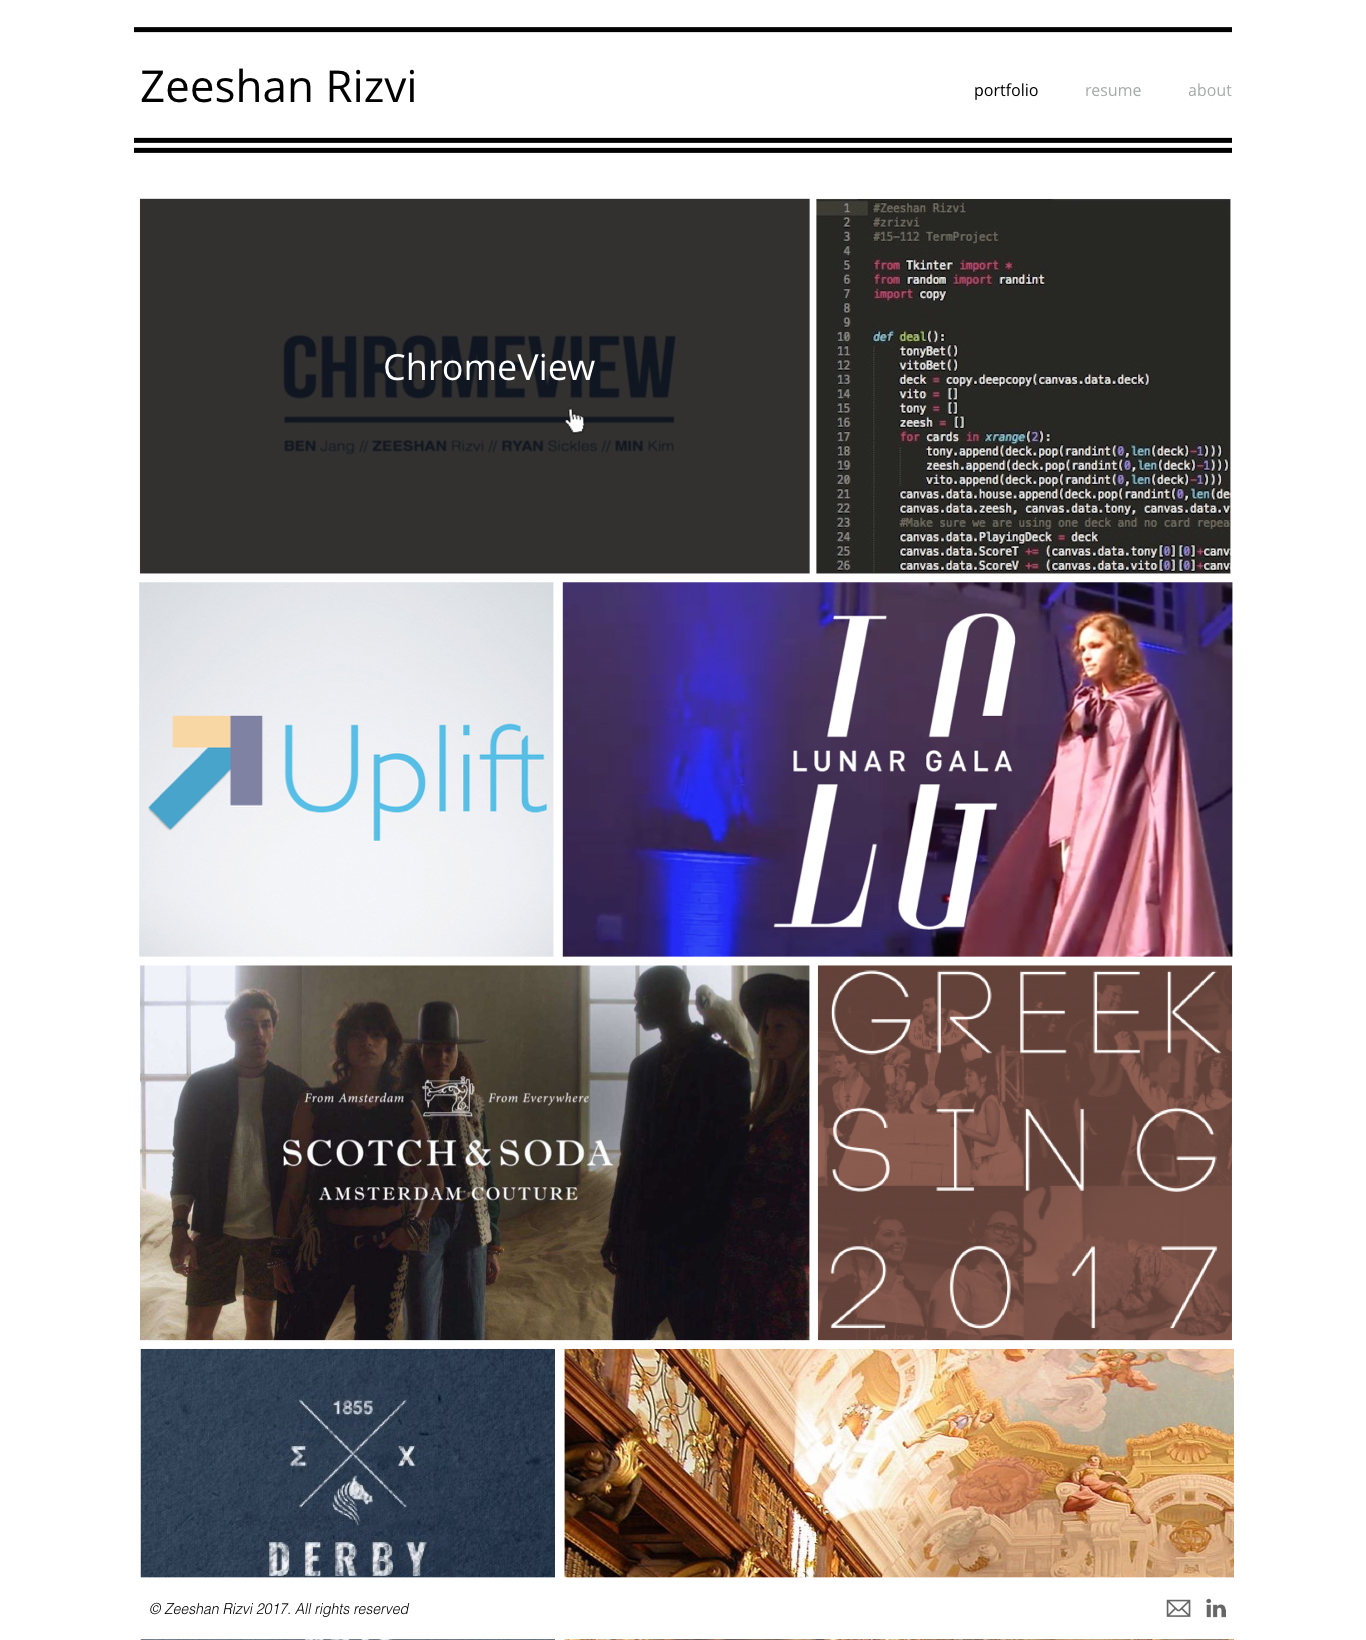 Zeeshan Rizvi
portfolio resume about
CHROMEVIEW
ChromeView
BEN Jang // ZEESHAN Rizvi // RYAN Sickles // MIN Kim
1 #Zeeshan Rizvi
2 #zrizvi
3 #15-112 TermProject
4
5 from Tkinter import *
6 from random import randint
7 import copy
8
9
10 def deal():
11 tonyBet()
12 vitoBet()
13 deck = copy.deepcopy(canvas.data.deck)
14 vito = []
15 tony = []
16 zeesh = []
17 for cards in xrange(2):
18 tony.append(deck.pop(randint(0,len(deck)-1)))
19 zeesh.append(deck.pop(randint(0,len(deck)-1)))
20 vito.append(deck.pop(randint(0,len(deck)-1)))
21 canvas.data.house.append(deck.pop(randint(0,len(de
22 canvas.data.zeesh, canvas.data.tony, canvas.data.v
23 #Make sure we are using one deck and no card repea
24 canvas.data.PlayingDeck = deck
25 canvas.data.ScoreT += (canvas.data.tony[0][0]+canv
26 canvas.data.ScoreV += (canvas.data.vito[0][0]+canv
Uplift
LUNAR GALA
From Amsterdam From Everywhere
SCOTCH & SODA
AMSTERDAM COUTURE
GREEK
SING
2017
1855
Σ X
DERBY
© Zeeshan Rizvi 2017. All rights reserved
in